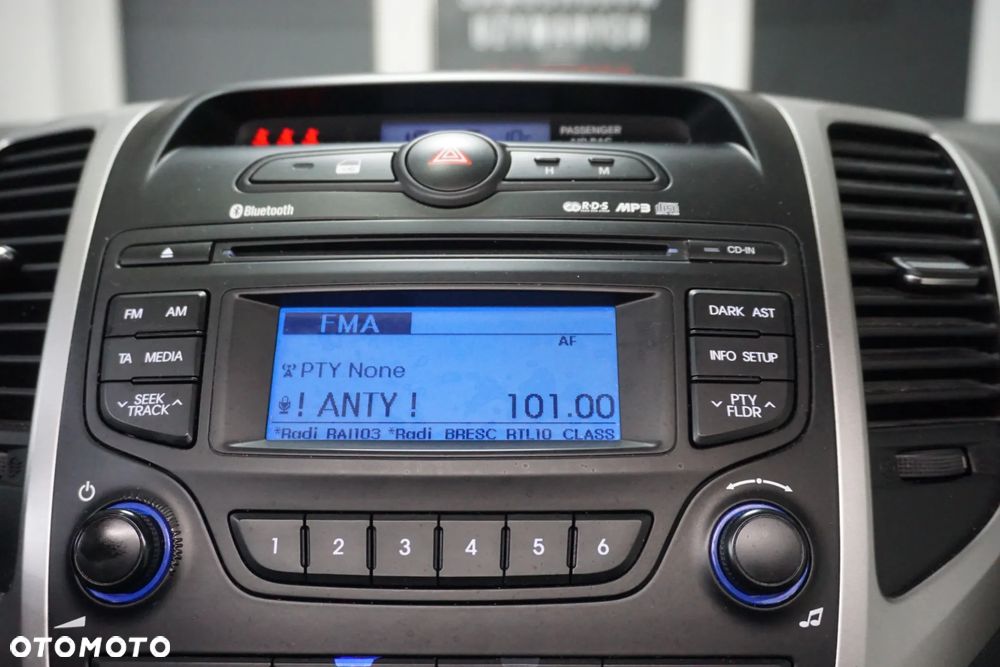 UŻYWANYCH
PASSENGER
H M
Bluetooth
R·D·S MP3
CD-IN
FM AM
DARK AST
FMA
AF
TA MEDIA
INFO SETUP
PTY None
SEEK
TRACK
PTY
FLDR
! ANTY ! 101.00
*Radi RAI103 *Radi BRESC RTL10 CLASS
1 2 3 4 5 6
OTOMOTO